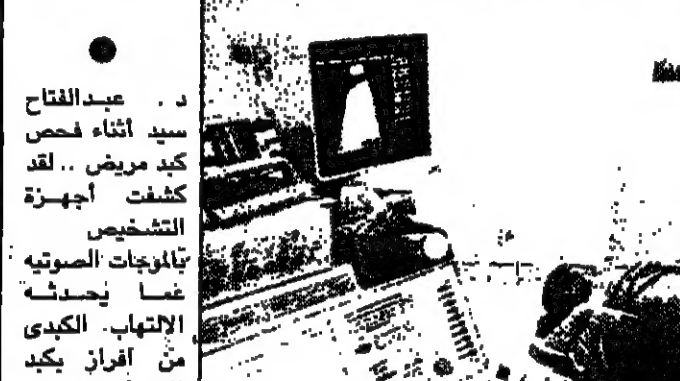 د . عبدالفتاح
سيد أثناء فحص
كبد مريض .. لقد
كشفت أجهزة
التشخيص
بالموجات الصوتيه
عما يحدثه
الالتهاب الكبدى
من افراز بكبد